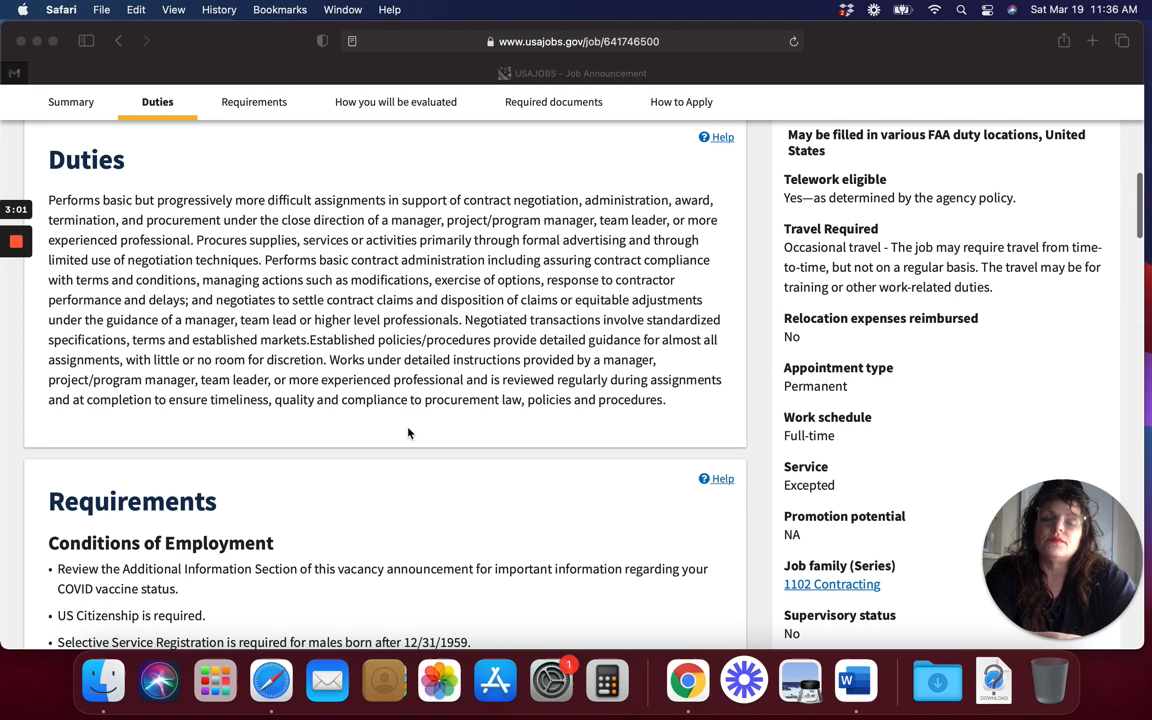 Safari File Edit View History Bookmarks Window Help
2
Sat Mar 19 11:36 AM
www.usajobs.gov/job/641746500
M
USAJOBS - Job Announcement
Summary Duties Requirements How you will be evaluated Required documents How to Apply
Help
Duties
Performs basic but progressively more difficult assignments in support of contract negotiation, administration, award,
termination, and procurement under the close direction of a manager, project/program manager, team leader, or more
experienced professional. Procures supplies, services or activities primarily through formal advertising and through
limited use of negotiation techniques. Performs basic contract administration including assuring contract compliance
with terms and conditions, managing actions such as modifications, exercise of options, response to contractor
performance and delays; and negotiates to settle contract claims and disposition of claims or equitable adjustments
under the guidance of a manager, team lead or higher level professionals. Negotiated transactions involve standardized
specifications, terms and established markets.Established policies/procedures provide detailed guidance for almost all
assignments, with little or no room for discretion. Works under detailed instructions provided by a manager,
project/program manager, team leader, or more experienced professional and is reviewed regularly during assignments
and at completion to ensure timeliness, quality and compliance to procurement law, policies and procedures.
3:01
Help
Requirements
Conditions of Employment
• Review the Additional Information Section of this vacancy announcement for important information regarding your
COVID vaccine status.
• US Citizenship is required.
• Selective Service Registration is required for males born after 12/31/1959.
May be filled in various FAA duty locations, United
States
Telework eligible
Yes—as determined by the agency policy.
Travel Required
Occasional travel - The job may require travel from time-
to-time, but not on a regular basis. The travel may be for
training or other work-related duties.
Relocation expenses reimbursed
No
Appointment type
Permanent
Work schedule
Full-time
Service
Excepted
Promotion potential
NA
Job family (Series)
1102 Contracting
Supervisory status
No
1
W
DOWNLOAD